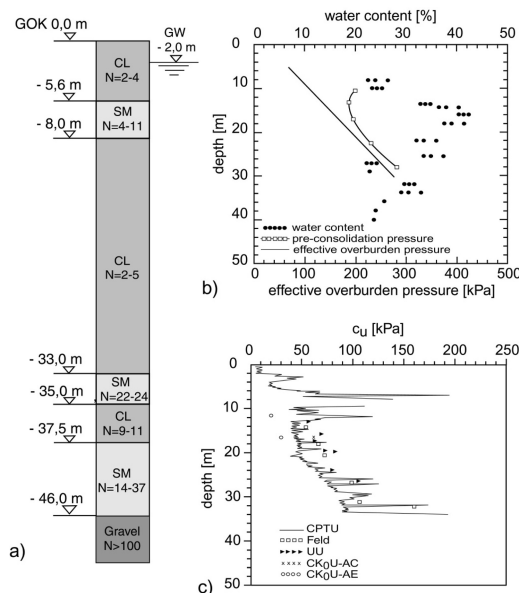 GOK 0,0 m
GW
- 2,0 m
CL
N=2-4
- 5,6 m
SM
N=4-11
- 8,0 m
CL
N=2-5
- 33,0 m
SM
N=22-24
- 35,0 m
CL
N=9-11
- 37,5 m
SM
N=14-37
- 46,0 m
Gravel
N>100
a)
water content [%]
0 10 20 30 40 50
0
10
20
30
40
50
depth [m]
water content
pre-consolidation pressure
effective overburden pressure
0 100 200 300 400 500
effective overburden pressure [kPa]
b)
cu [kPa]
0 50 100 150 200 250
0
10
20
30
40
50
depth [m]
CPTU
Feld
UU
CK0U-AC
CK0U-AE
c)